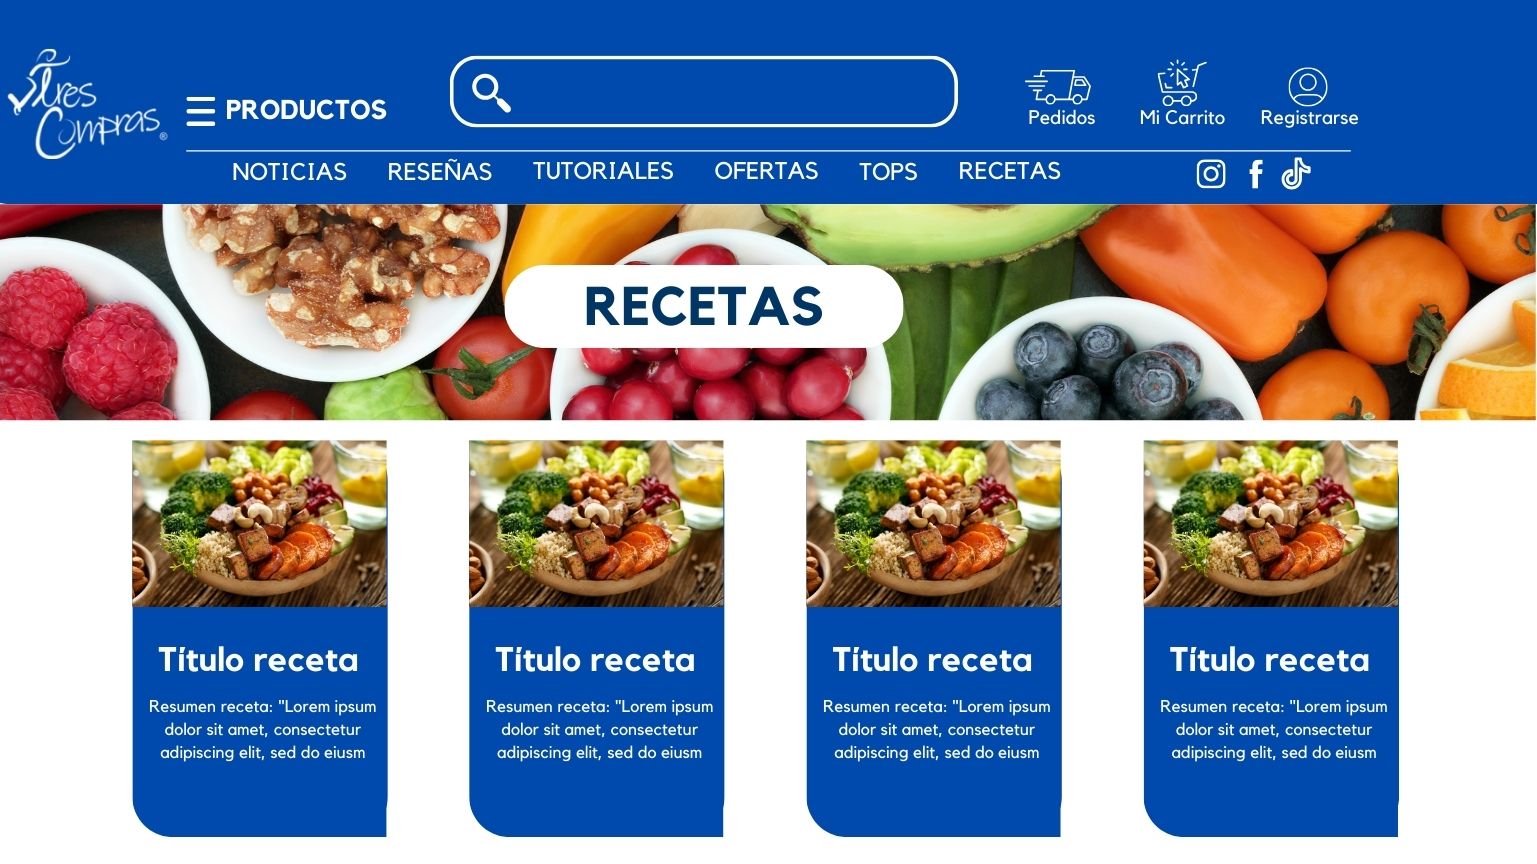 Tres
Compras®
PRODUCTOS
Pedidos
Mi Carrito
Registrarse
NOTICIAS
RESEÑAS
TUTORIALES
OFERTAS
TOPS
RECETAS
RECETAS
Título receta
Resumen receta: "Lorem ipsum
dolor sit amet, consectetur
adipiscing elit, sed do eiusm
Título receta
Resumen receta: "Lorem ipsum
dolor sit amet, consectetur
adipiscing elit, sed do eiusm
Título receta
Resumen receta: "Lorem ipsum
dolor sit amet, consectetur
adipiscing elit, sed do eiusm
Título receta
Resumen receta: "Lorem ipsum
dolor sit amet, consectetur
adipiscing elit, sed do eiusm